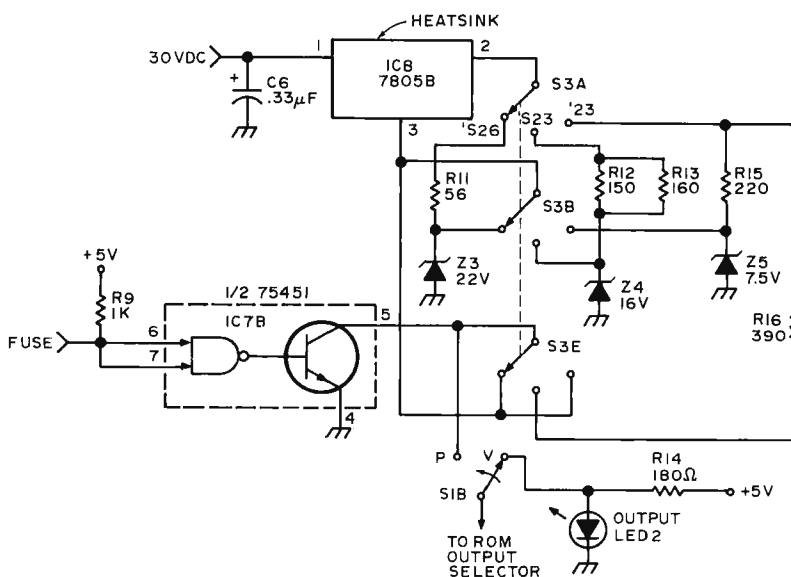 HEATSINK
30VDC
1
IC8
7805B
2
+
C6
.33µF
3
S3A
'S26
S23
'23
R11
56
S3B
R12
150
R13
160
R15
220
Z3
22V
Z4
16V
Z5
7.5V
+5V
R9
1K
1/2 75451
IC7B
5
R16
390
FUSE
6
7
4
S3E
P
V
S1B
R14
180Ω
+5V
OUTPUT
LED2
TO ROM
OUTPUT
SELECTOR